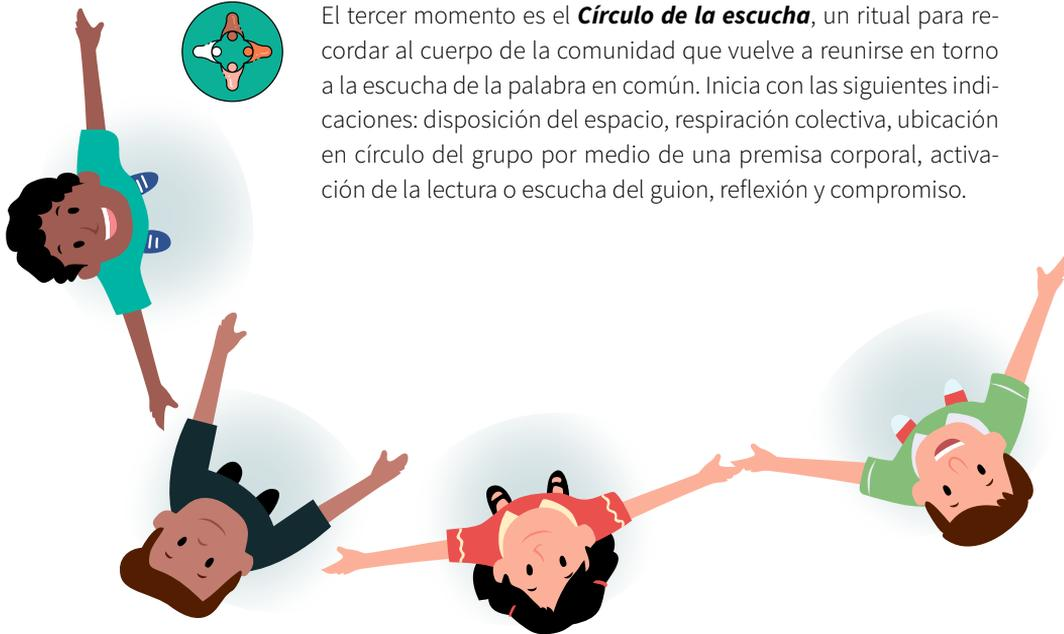 El tercer momento es el Círculo de la escucha, un ritual para re-
cordar al cuerpo de la comunidad que vuelve a reunirse en torno
a la escucha de la palabra en común. Inicia con las siguientes indi-
caciones: disposición del espacio, respiración colectiva, ubicación
en círculo del grupo por medio de una premisa corporal, activa-
ción de la lectura o escucha del guion, reflexión y compromiso.